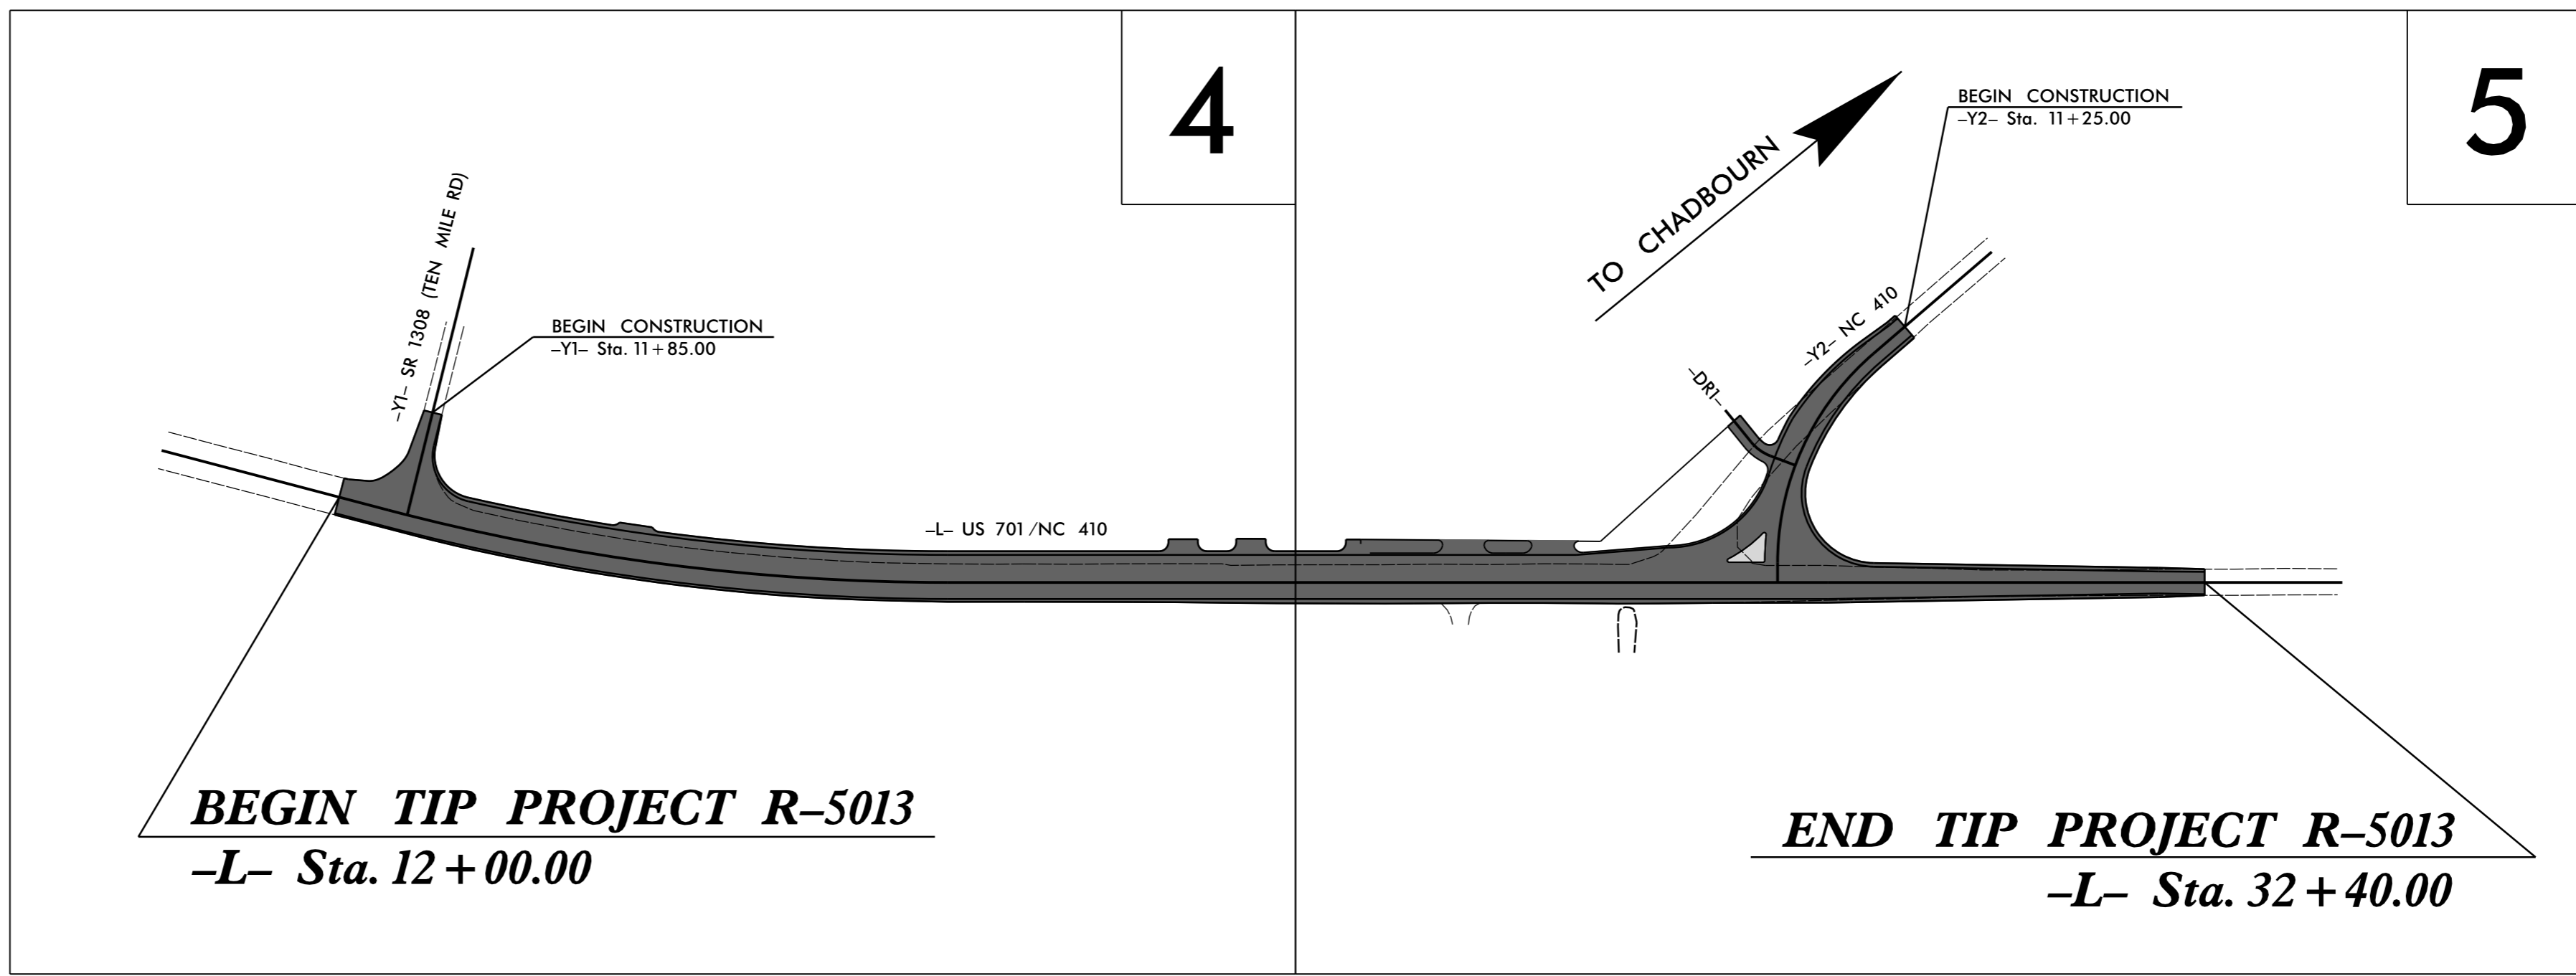 4
5
BEGIN CONSTRUCTION
-Y2- Sta. 11+25.00
TO CHADBOURN
-Y1- SR 1308 (TEN MILE RD)
BEGIN CONSTRUCTION
-Y1- Sta. 11+85.00
-Y2- NC 410
-DR1-
-L- US 701/NC 410
BEGIN TIP PROJECT R-5013
-L- Sta. 12+00.00
END TIP PROJECT R-5013
-L- Sta. 32+40.00